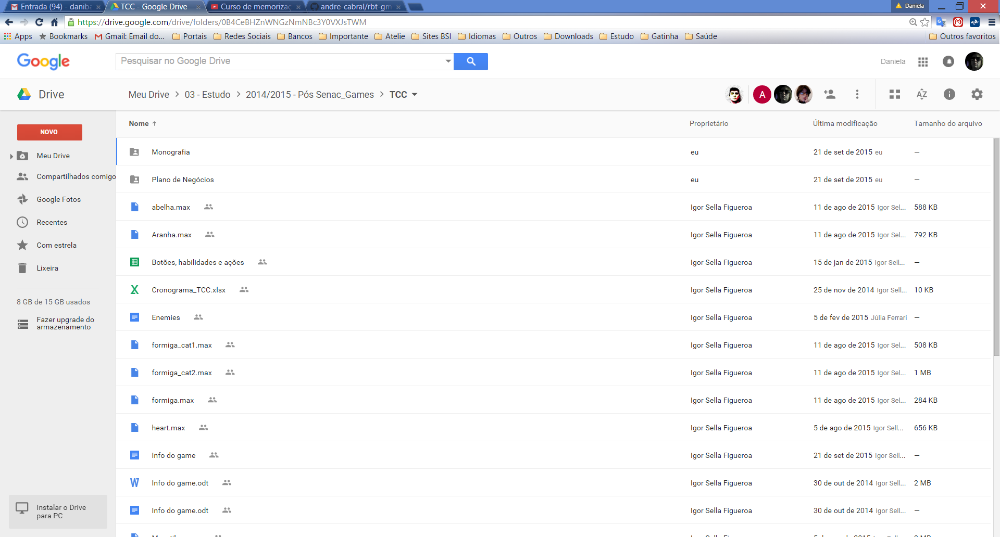 Entrada (94) - daniba
TCC - Google Drive
Curso de memorizaç
andre-cabral/rbt-gm
Daniela
https://drive.google.com/drive/folders/0B4CeBHZnWNGzNmNBc3Y0VXJsTWM
Apps Bookmarks Gmail: Email do... Portais Redes Sociais Bancos Importante Atelie Sites BSI Idiomas Outros Downloads Estudo Gatinha Saúde Outros favoritos
Google
Pesquisar no Google Drive
Daniela
Drive
Meu Drive > 03 - Estudo > 2014/2015 - Pós Senac_Games > TCC
A
NOVO
Meu Drive
Compartilhados comigo
Google Fotos
Recentes
Com estrela
Lixeira
8 GB de 15 GB usados
Fazer upgrade do
armazenamento
Instalar o Drive
para PC
Nome ↑ Proprietário Última modificação Tamanho do arquivo
Monografia eu 21 de set de 2015 eu —
Plano de Negócios eu 21 de set de 2015 eu —
abelha.max Igor Sella Figueroa 11 de ago de 2015 Igor Sel... 588 KB
Aranha.max Igor Sella Figueroa 11 de ago de 2015 Igor Sel... 792 KB
Botões, habilidades e ações Igor Sella Figueroa 15 de jan de 2015 Igor Sell... —
Cronograma_TCC.xlsx Igor Sella Figueroa 25 de nov de 2014 Igor Sell... 10 KB
Enemies Igor Sella Figueroa 5 de fev de 2015 Júlia Ferrari —
formiga_cat1.max Igor Sella Figueroa 11 de ago de 2015 Igor Sel... 508 KB
formiga_cat2.max Igor Sella Figueroa 11 de ago de 2015 Igor Sel... 1 MB
formiga.max Igor Sella Figueroa 11 de ago de 2015 Igor Sel... 284 KB
heart.max Igor Sella Figueroa 5 de ago de 2015 Igor Sell... 656 KB
Info do game Igor Sella Figueroa 21 de set de 2015 Igor Sell... —
Info do game.odt Igor Sella Figueroa 30 de out de 2014 Igor Sell... 2 MB
Info do game.odt Igor Sella Figueroa 30 de out de 2014 Igor Sell... —